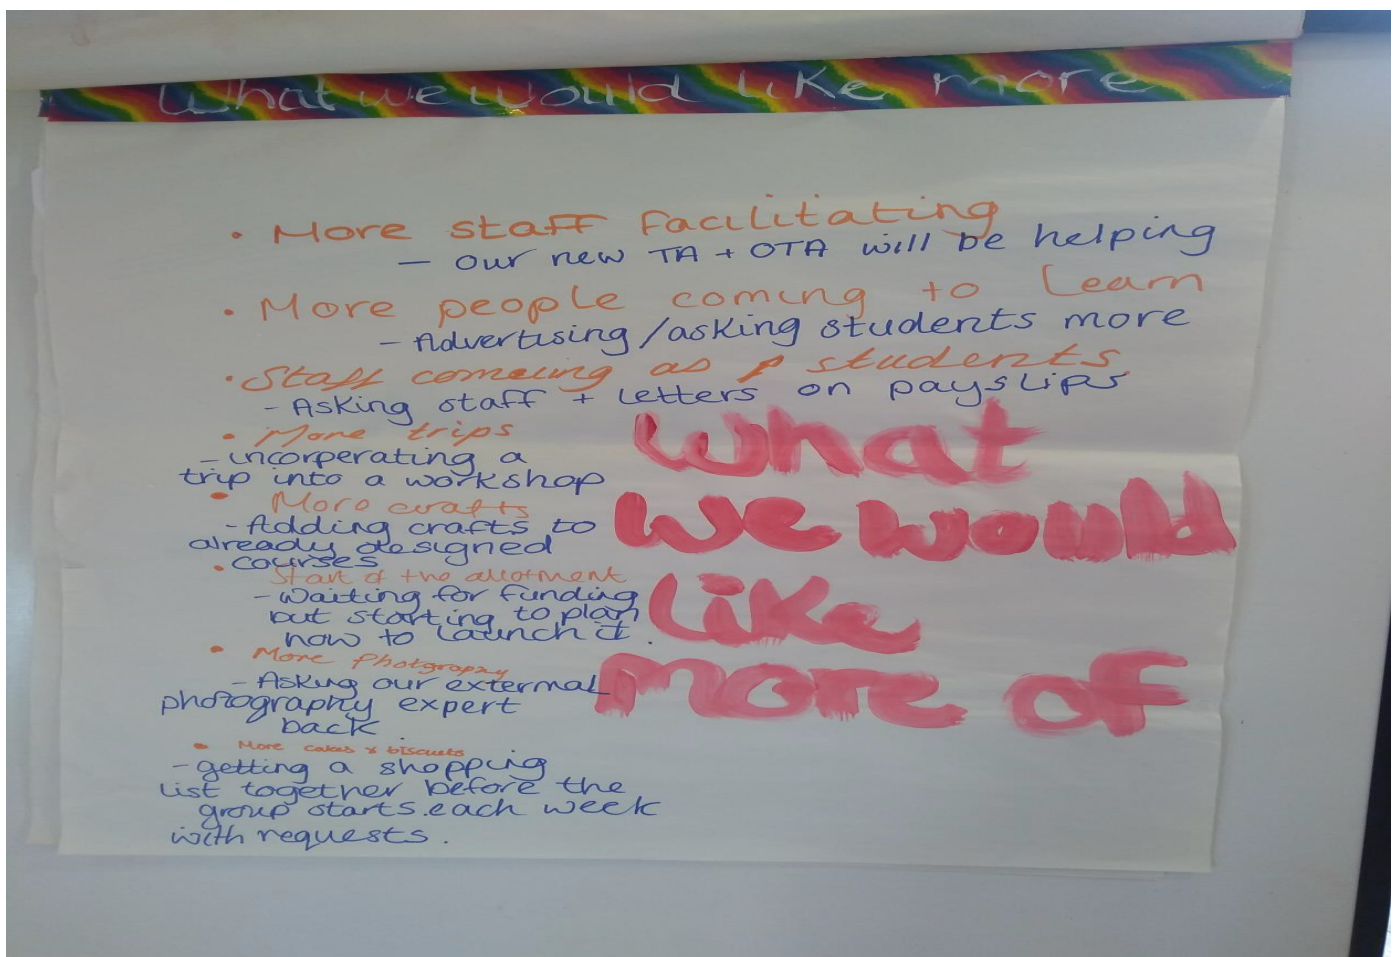 What we would like more
• More staff facilitating
- our new TA + OTA will be helping
• More people coming to learn
- Advertising/asking students more
• Staff comeing as students
- Asking staff + letters on payslips
• More trips
- incorperating a
trip into a workshop
• More crafts
- Adding crafts to
already designed
courses
• Start of the allotment
- Waiting for funding
but starting to plan
how to launch it.
• More Photgraphy
- Asking our external
photography expert
back
• More cakes & biscuits
- getting a shopping
list together before the
group starts each week
with requests.
What
we would
like
more of